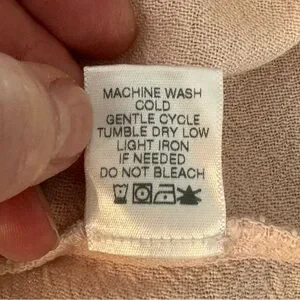 MACHINE WASH
COLD
GENTLE CYCLE
TUMBLE DRY LOW
LIGHT IRON
IF NEEDED
DO NOT BLEACH